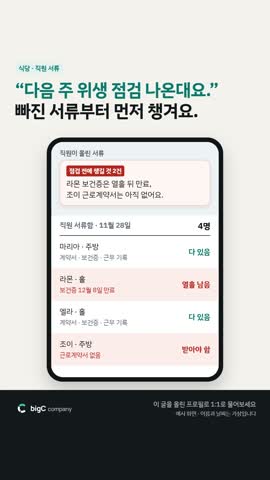 식당 · 직원 서류
“다음 주 위생 점검 나온대요.”
빠진 서류부터 먼저 챙겨요.
직원이 올린 서류
점검 전에 챙길 것 2건
라몬 보건증은 열흘 뒤 만료,
조이 근로계약서는 아직 없어요.
직원 서류함 · 11월 28일 4명
마리아 · 주방
계약서 · 보건증 · 근무 기록
다 있음
라몬 · 홀
보건증 12월 8일 만료
열흘 남음
엘라 · 홀
계약서 · 보건증 · 근무 기록
다 있음
조이 · 주방
근로계약서 없음
받아야 함
bigC company
이 글을 올린 프로필로 1:1로 물어보세요
예시 화면 · 이름과 날짜는 가상입니다